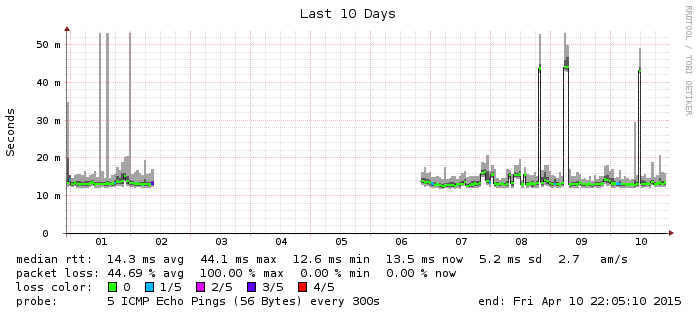 Last 10 Days
RRDTOOL / TOBI OETIKER
Seconds
50 m
40 m
30 m
20 m
10 m
0
01 02 03 04 05 06 07 08 09 10
median rtt: 14.3 ms avg 44.1 ms max 12.6 ms min 13.5 ms now 5.2 ms sd 2.7 am/s
packet loss: 44.69 % avg 100.00 % max 0.00 % min 0.00 % now
loss color: 0 1/5 2/5 3/5 4/5
probe: 5 ICMP Echo Pings (56 Bytes) every 300s end: Fri Apr 10 22:05:10 2015